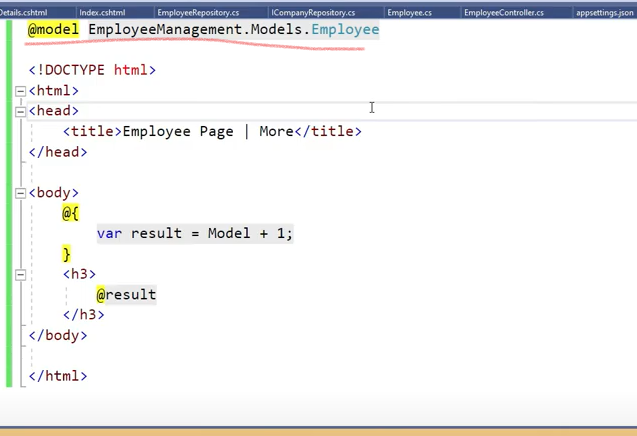 Details.cshtml Index.cshtml EmployeeRepository.cs ICompanyRepository.cs Employee.cs EmployeeController.cs appsettings.json
@model EmployeeManagement.Models.Employee
<!DOCTYPE html>
<html>
<head>
<title>Employee Page | More</title>
</head>
<body>
@{
var result = Model + 1;
}
<h3>
@result
</h3>
</body>
</html>